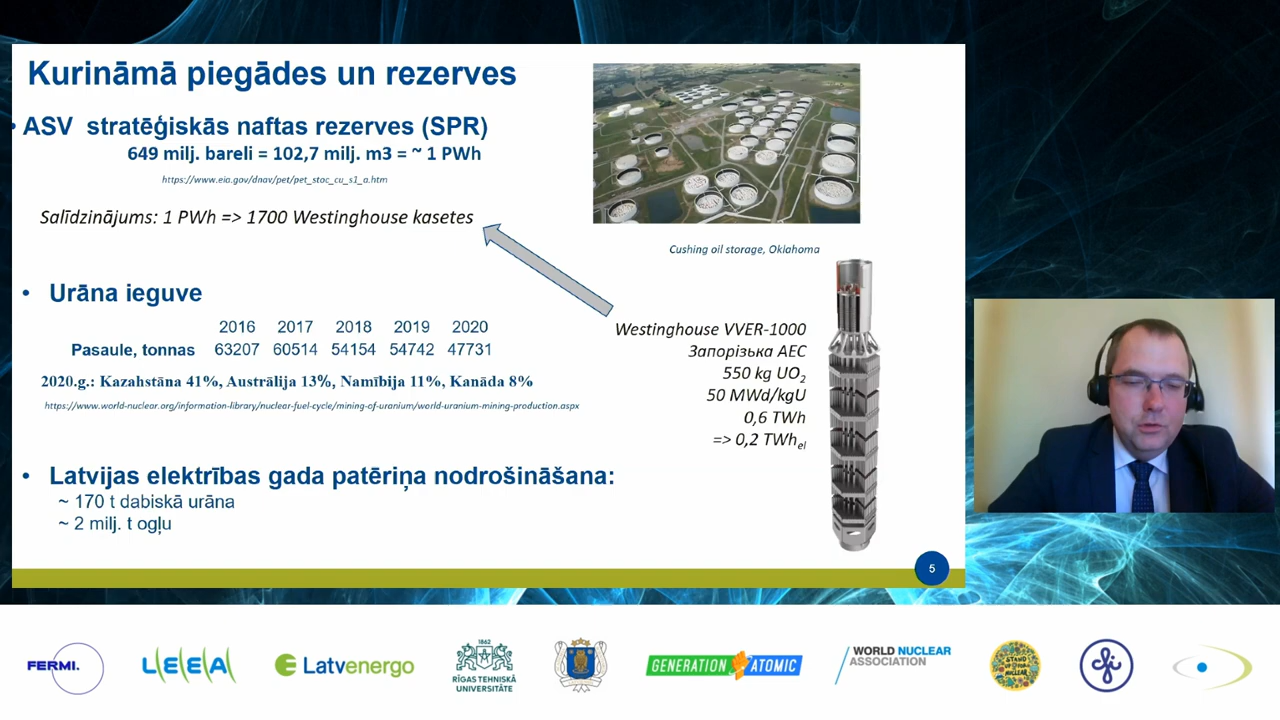 Kurināmā piegādes un rezerves
• ASV stratēģiskās naftas rezerves (SPR)
649 milj. bareli = 102,7 milj. m3 = ~ 1 PWh
https://www.eia.gov/dnav/pet/pet_stoc_cu_s1_a.htm
Salīdzinājums: 1 PWh => 1700 Westinghouse kasetes
Cushing oil storage, Oklahoma
• Urāna ieguve
2016 2017 2018 2019 2020
Pasaule, tonnas 63207 60514 54154 54742 47731
2020.g.: Kazahstāna 41%, Austrālija 13%, Namībija 11%, Kanāda 8%
https://www.world-nuclear.org/information-library/nuclear-fuel-cycle/mining-of-uranium/world-uranium-mining-production.aspx
Westinghouse VVER-1000
Запорізька АЕС
550 kg UO2
50 MWd/kgU
0,6 TWh
=> 0,2 TWhel
• Latvijas elektrības gada patēriņa nodrošināšana:
~ 170 t dabiskā urāna
~ 2 milj. t ogļu
5
FERMI.
LEEA
Latvenergo
1862
RĪGAS TEHNISKĀ
UNIVERSITĀTE
GENERATION ATOMIC
WORLD NUCLEAR
ASSOCIATION
STAND
UP FOR
NUCLEAR